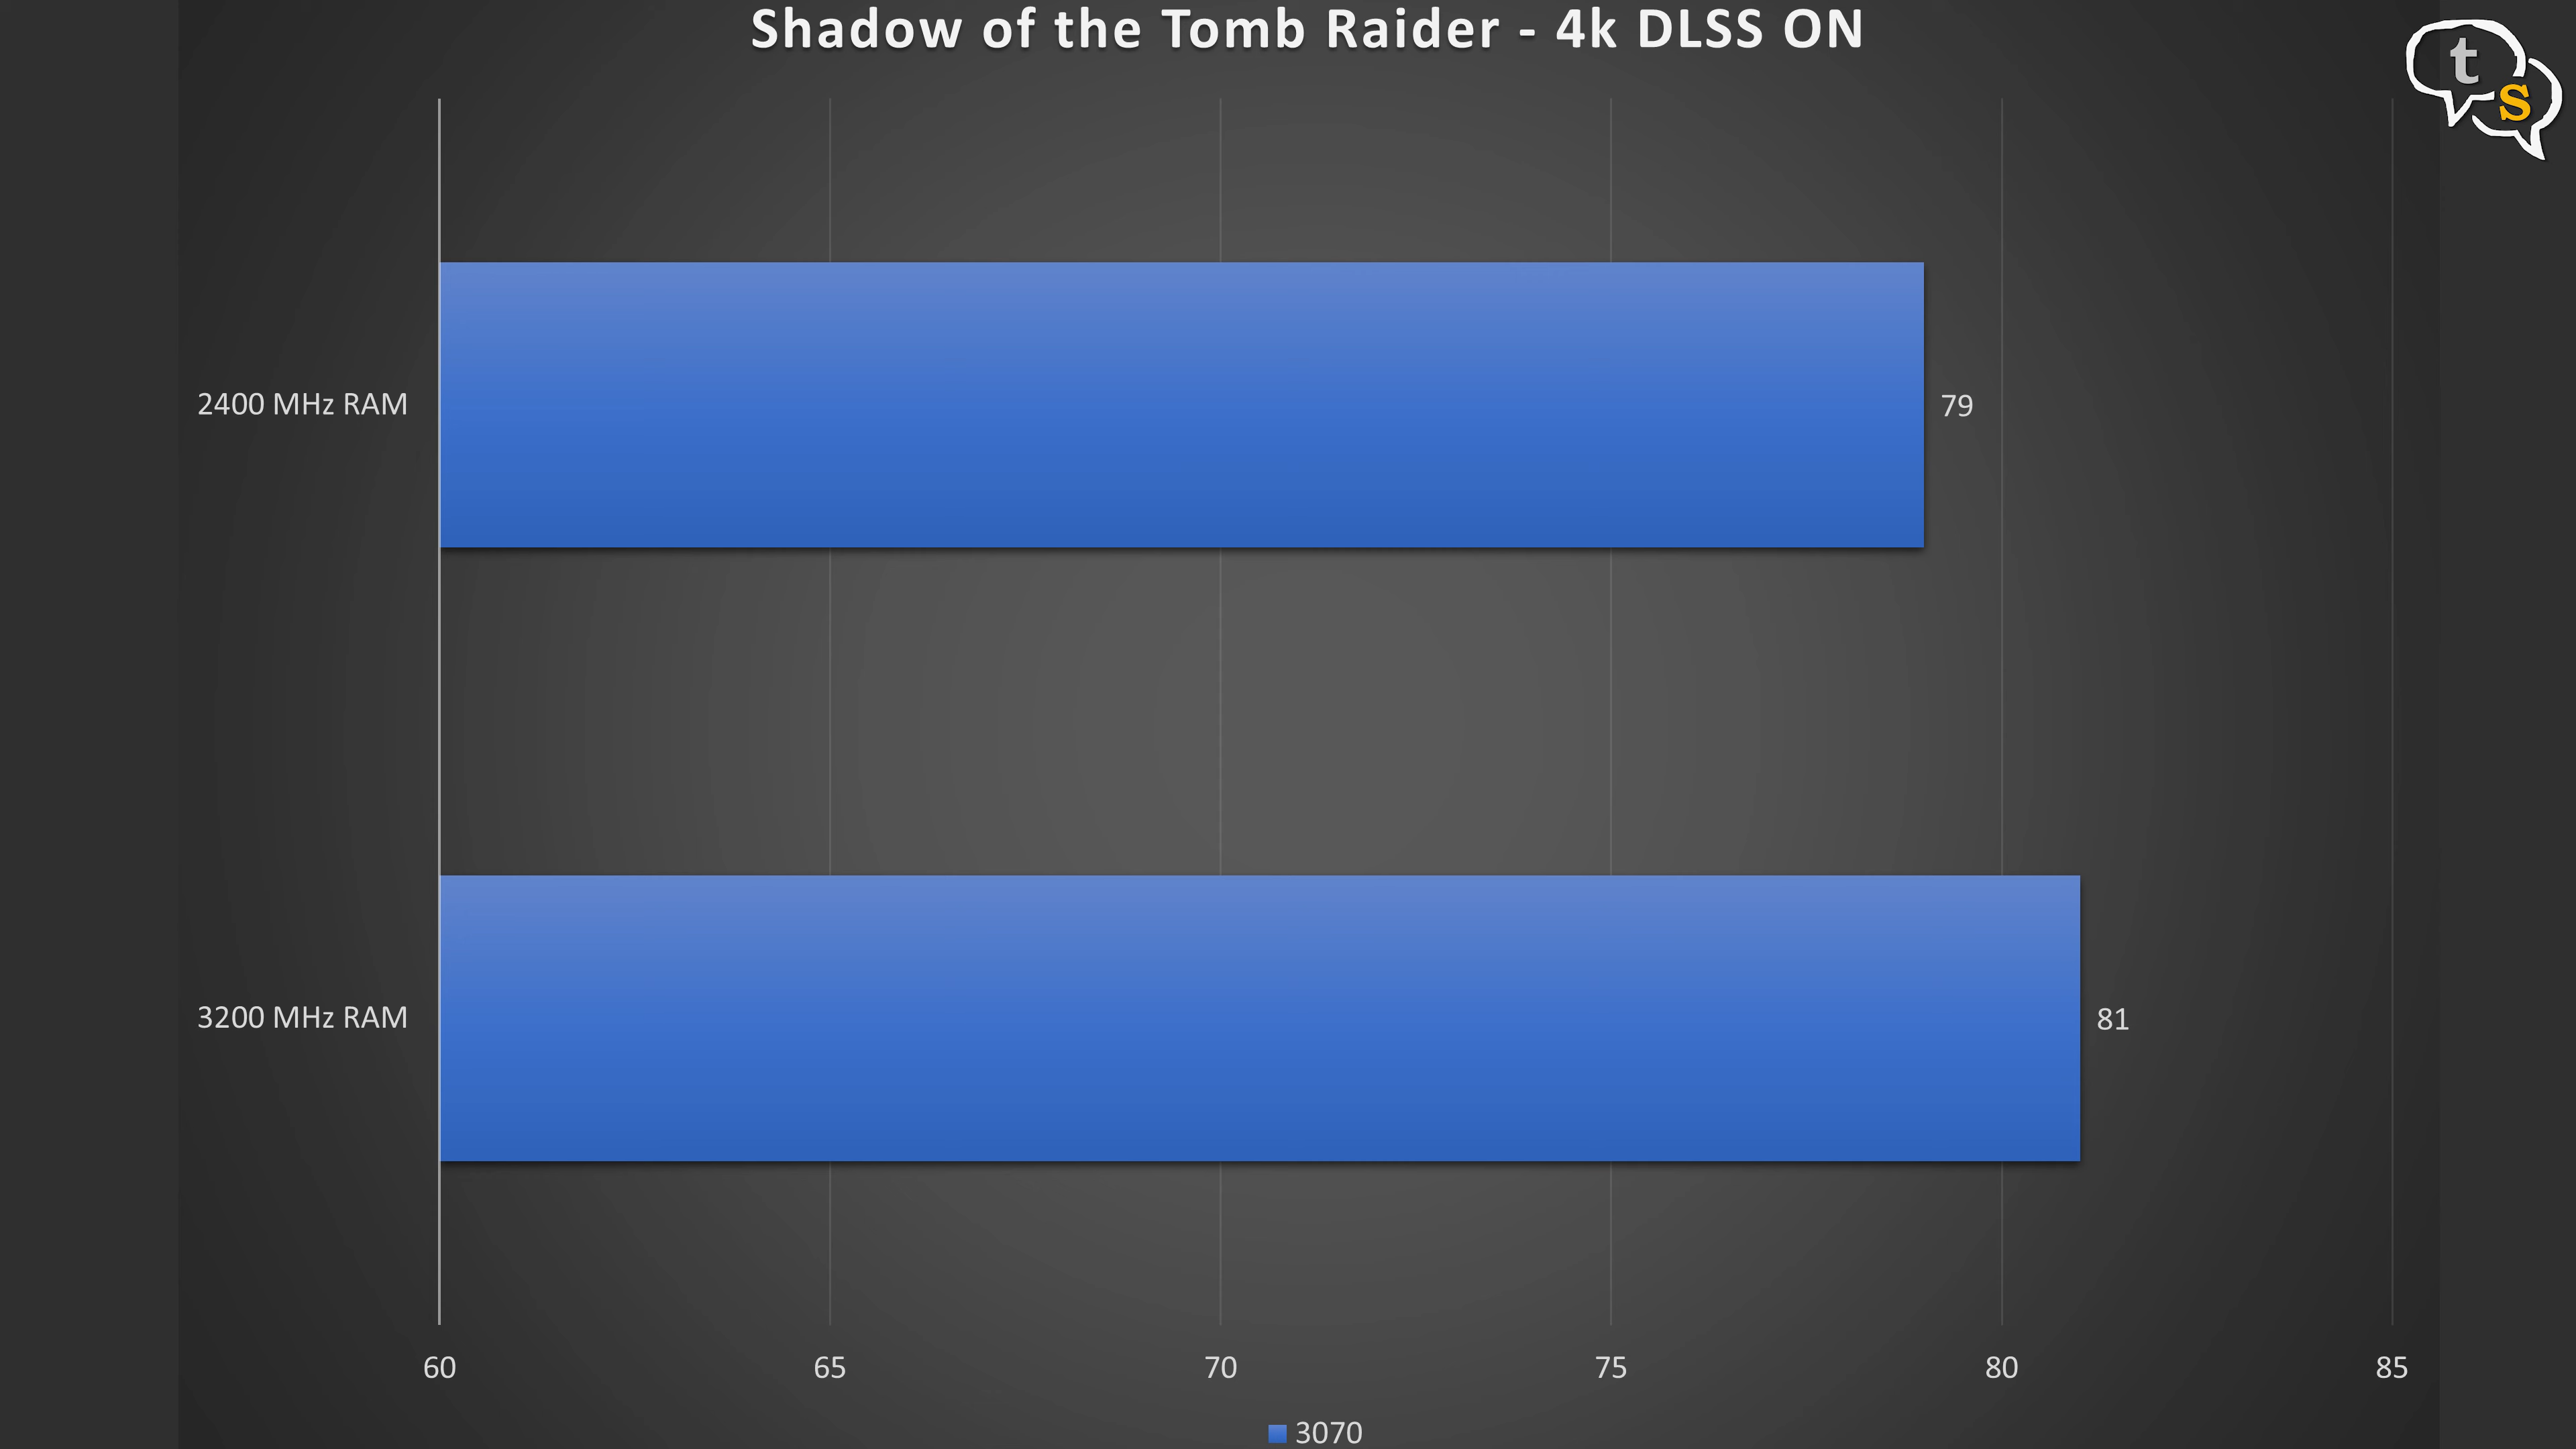 Shadow of the Tomb Raider - 4k DLSS ON
t
s
2400 MHz RAM
79
3200 MHz RAM
81
60 65 70 75 80 85
3070